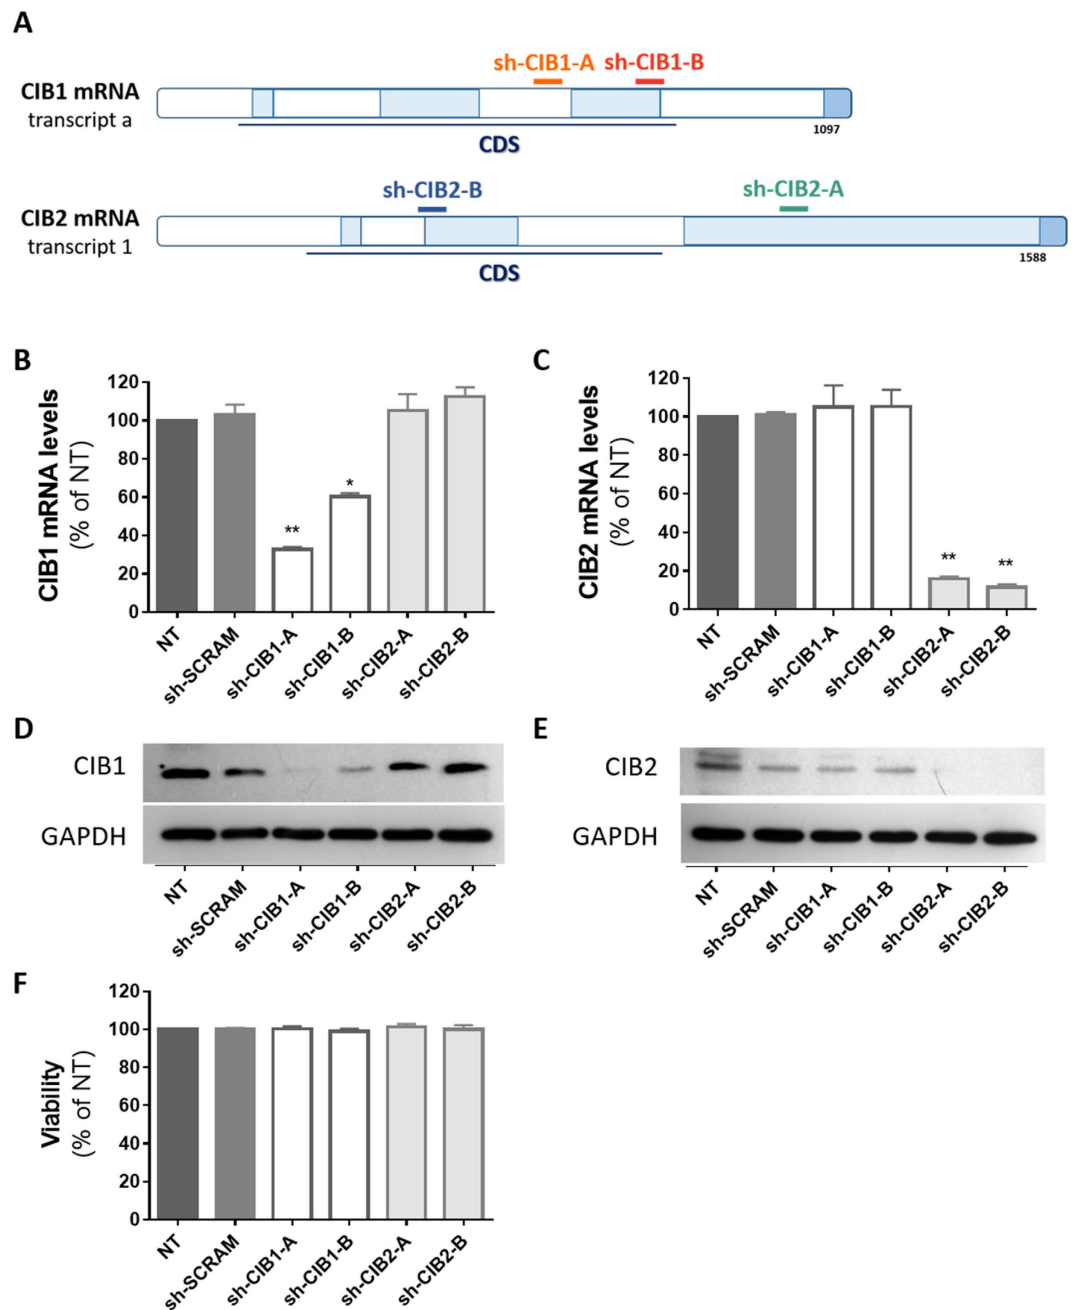 A
sh-CIB1-A sh-CIB1-B
CIB1 mRNA
transcript a
1097
CDS
sh-CIB2-B sh-CIB2-A
CIB2 mRNA
transcript 1
1588
CDS
B
CIB1 mRNA levels
(% of NT)
120
100
80
60
40
20
0
**
*
NT
sh-SCRAM
sh-CIB1-A
sh-CIB1-B
sh-CIB2-A
sh-CIB2-B
C
CIB2 mRNA levels
(% of NT)
120
100
80
60
40
20
0
**
**
NT
sh-SCRAM
sh-CIB1-A
sh-CIB1-B
sh-CIB2-A
sh-CIB2-B
D
CIB1
GAPDH
NT
sh-SCRAM
sh-CIB1-A
sh-CIB1-B
sh-CIB2-A
sh-CIB2-B
E
CIB2
GAPDH
NT
sh-SCRAM
sh-CIB1-A
sh-CIB1-B
sh-CIB2-A
sh-CIB2-B
F
Viability
(% of NT)
120
100
80
60
40
20
0
NT
sh-SCRAM
sh-CIB1-A
sh-CIB1-B
sh-CIB2-A
sh-CIB2-B